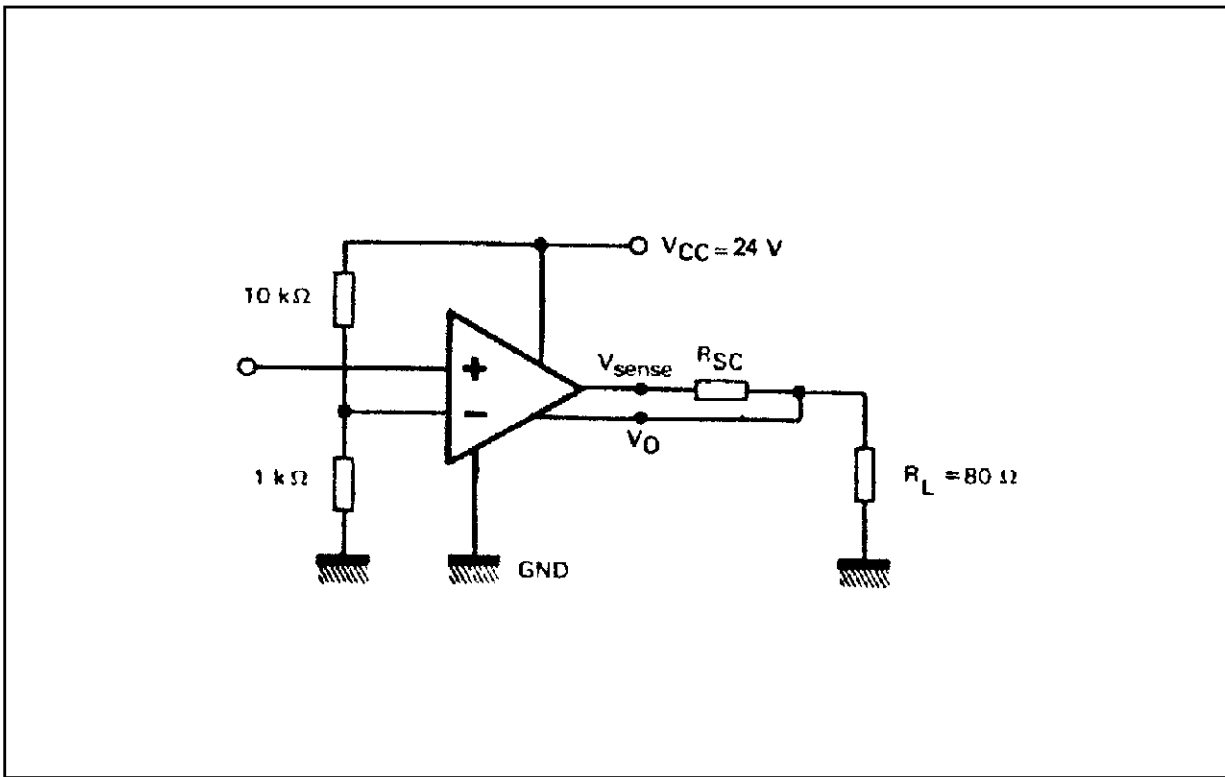 V_CC = 24 V
10 kΩ
R_SC
V_sense
+
−
V_O
1 kΩ
R_L = 80 Ω
GND